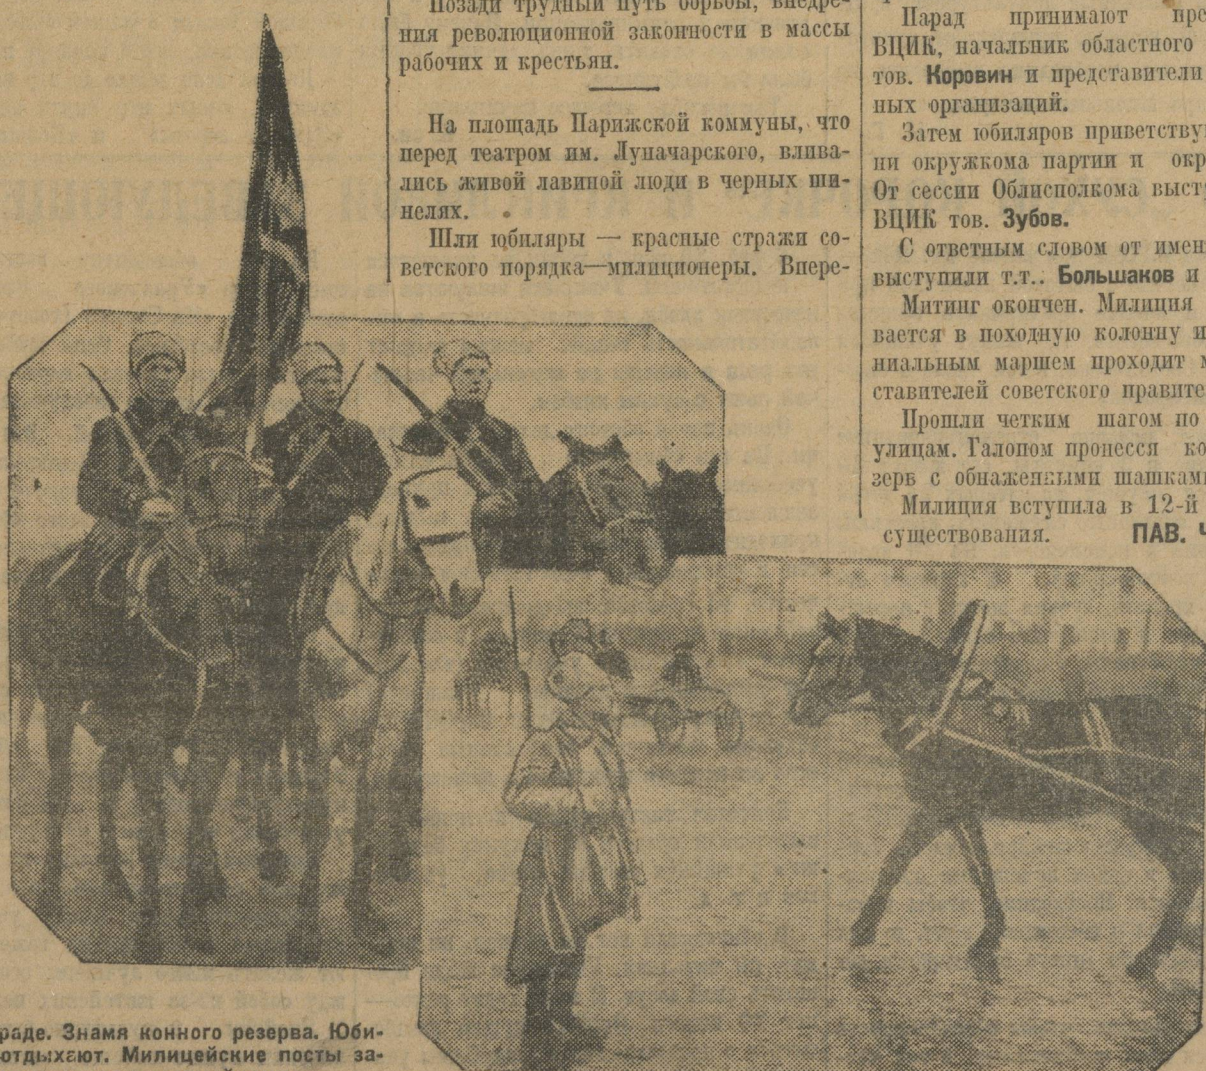 Позади трудный путь борьбы, внедре-
ния революционной законности в массы
рабочих и крестьян.
На площадь Парижской коммуны, что
перед театром им. Луначарского, влива-
лись живой лавиной люди в черных ши-
нелях.
Шли юбиляры — красные стражи со-
ветского порядка—милиционеры. Впере-
Парад принимают пре
ВЦИК, начальник областного
тов. Коровин и представители
ных организаций.
Затем юбиляров приветству
ни окружкома партии и окр
От сессии Облисполкома высту
ВЦИК тов. Зубов.
С ответным словом от имен
выступили т.т.. Большаков и
Митинг окончен. Милиция
вается в походную колонну и
ниальным маршем проходит м
ставителей советского правите
Прошли четким шагом по
улицам. Галопом пронесся ко
зерв с обнаженными шашками
Милиция вступила в 12-й
существования.
ПАВ. Ч
раде. Знамя конного резерва. Юби-
отдыхают. Милицейские посты за-